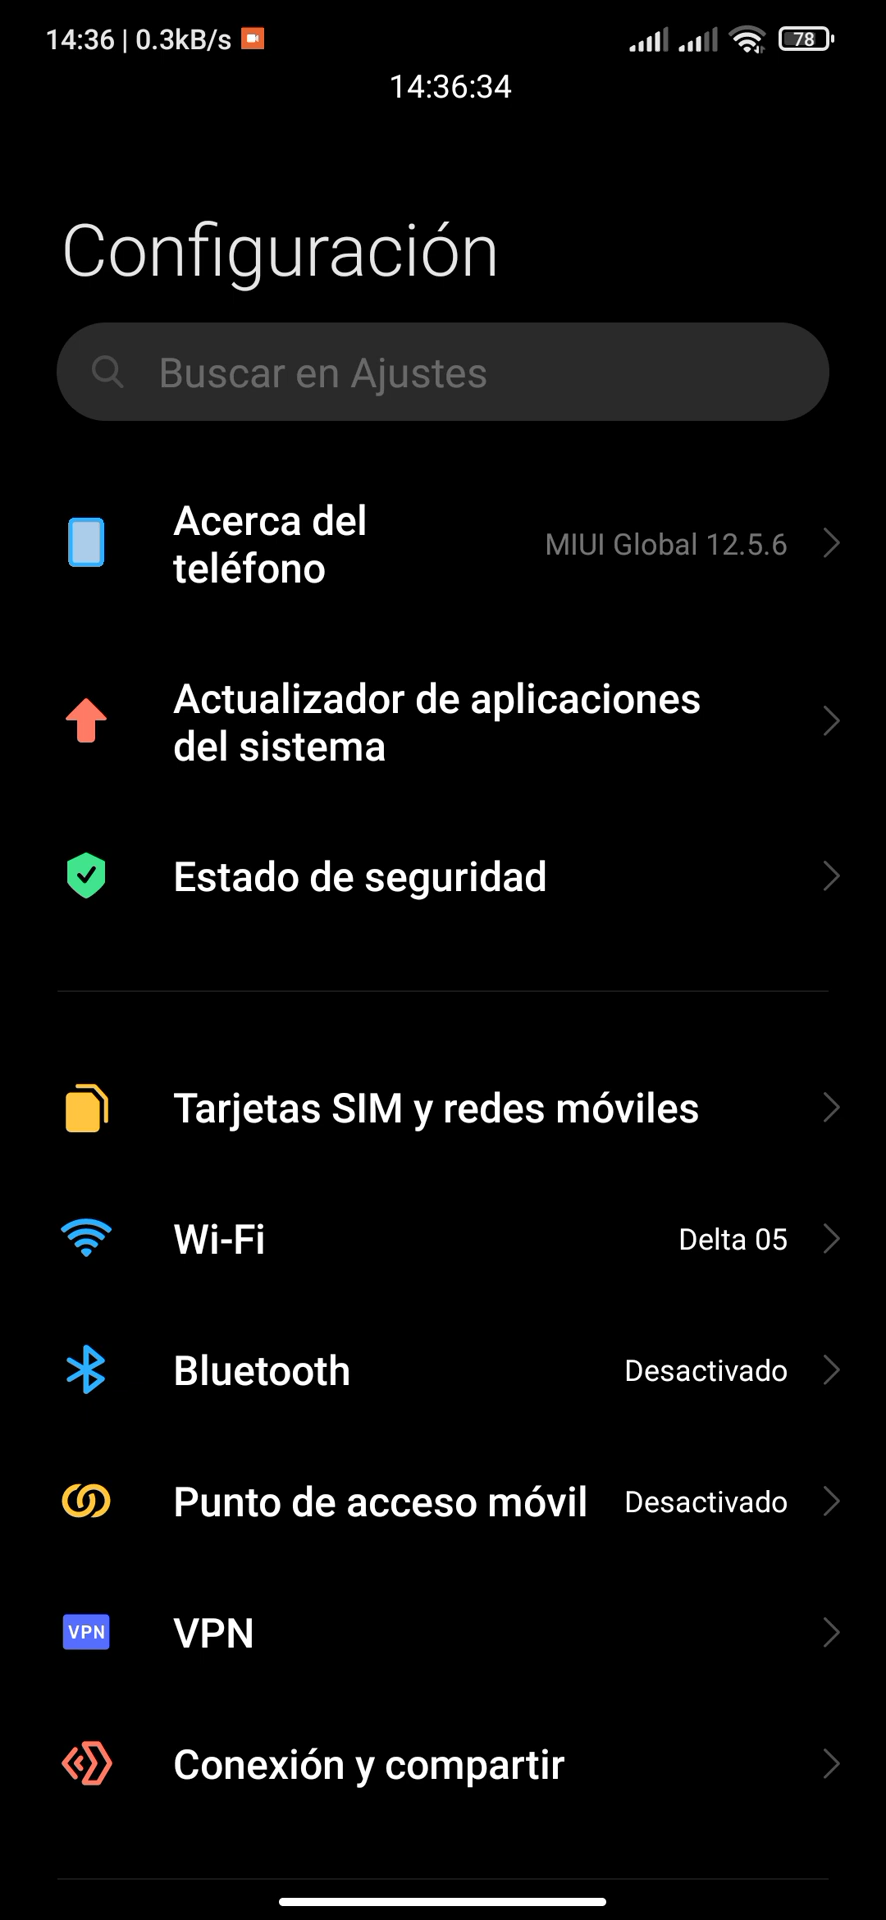 14:36 | 0.3kB/s
78
14:36:34
Configuración
Buscar en Ajustes
Acerca del
teléfono
MIUI Global 12.5.6
Actualizador de aplicaciones
del sistema
Estado de seguridad
Tarjetas SIM y redes móviles
Wi-Fi
Delta 05
Bluetooth
Desactivado
Punto de acceso móvil
Desactivado
VPN
VPN
Conexión y compartir